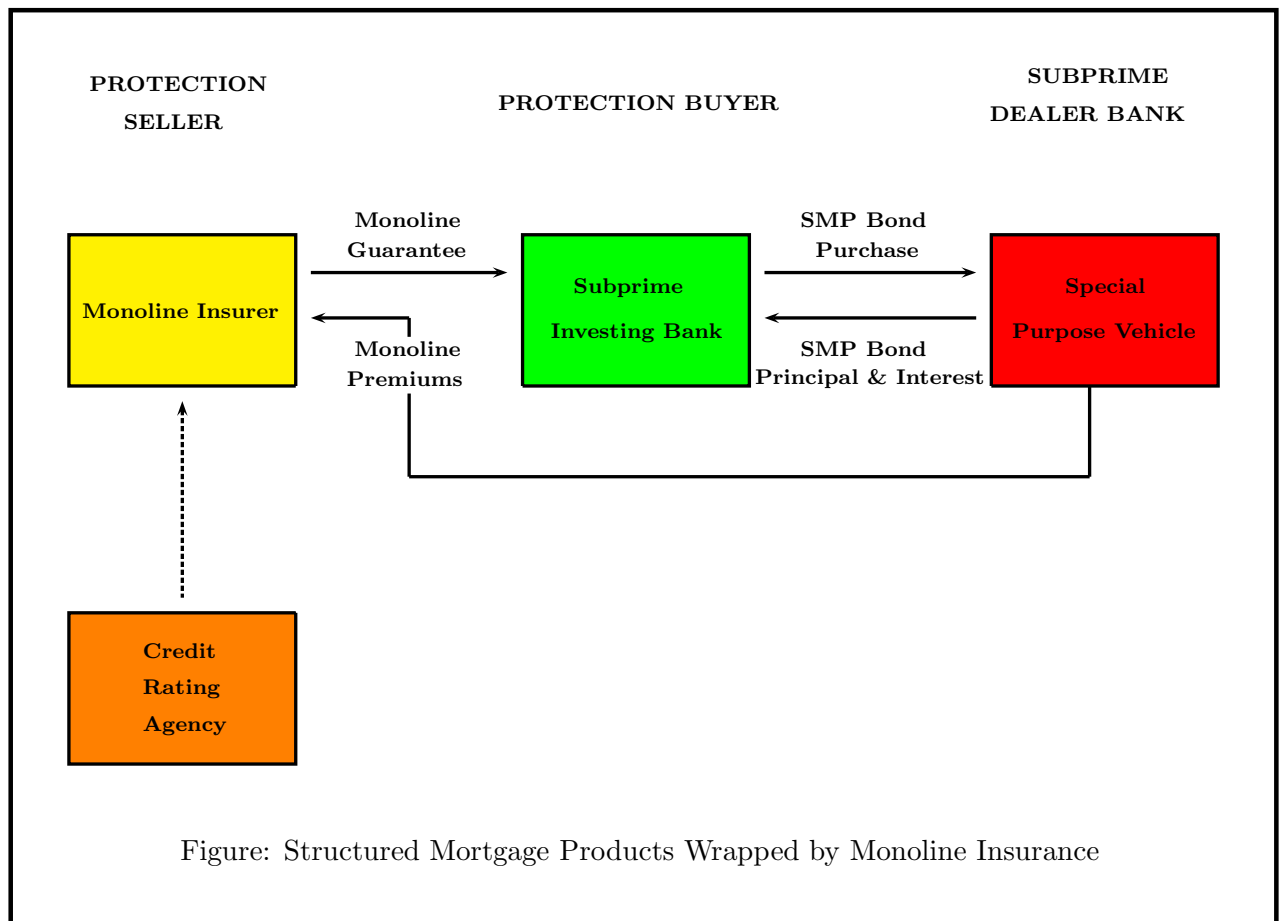 PROTECTION
SELLER
PROTECTION BUYER
SUBPRIME
DEALER BANK
Monoline
Guarantee
SMP Bond
Purchase
Monoline Insurer
Subprime
Investing Bank
Special
Purpose Vehicle
Monoline
Premiums
SMP Bond
Principal & Interest
Credit
Rating
Agency
Figure: Structured Mortgage Products Wrapped by Monoline Insurance